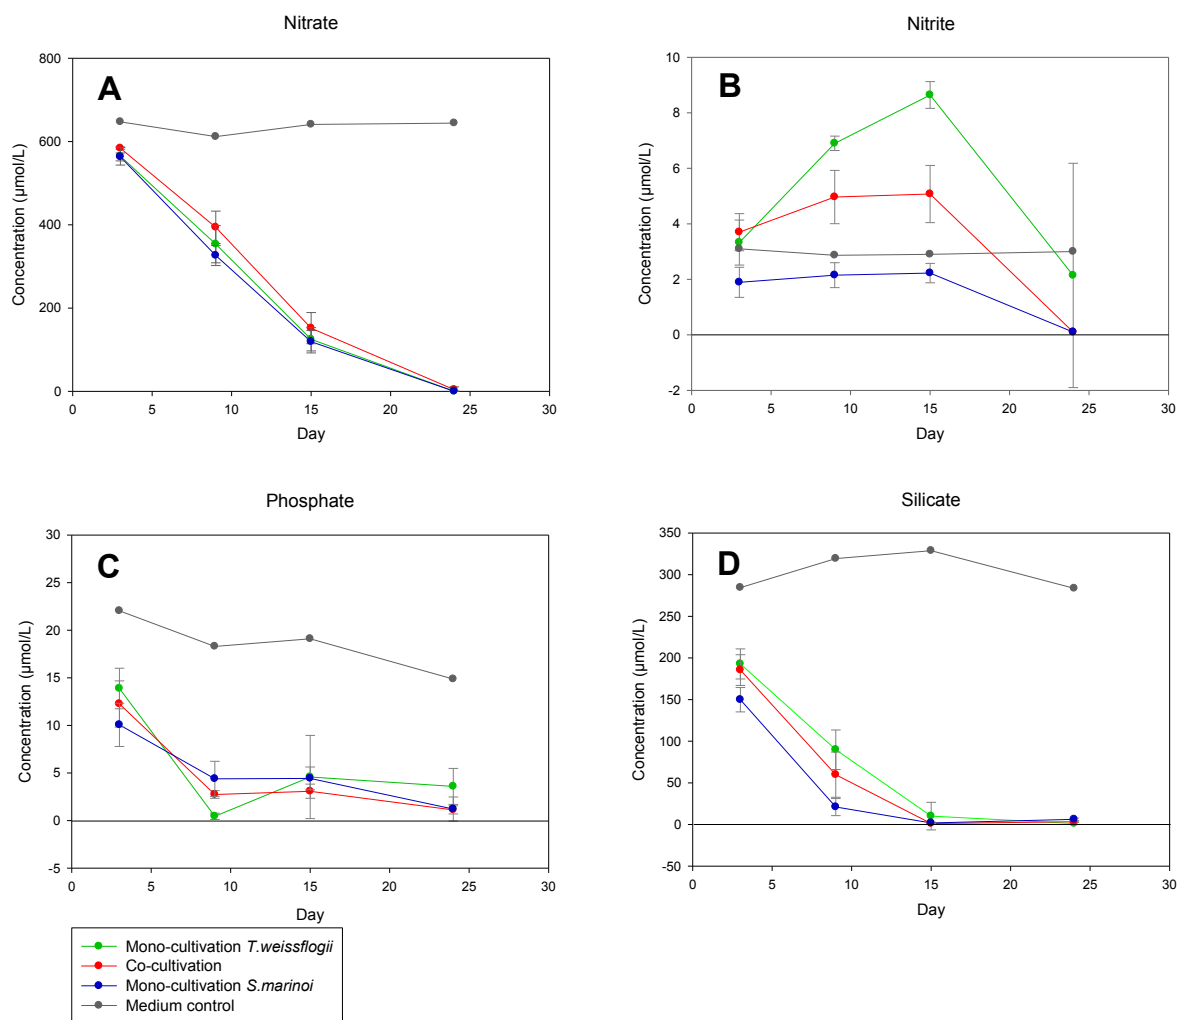 Nitrate
A
Concentration (µmol/L)
800
600
400
200
0
0 5 10 15 20 25 30
Day
Nitrite
B
Concentration (µmol/L)
10
8
6
4
2
0
-2
0 5 10 15 20 25 30
Day
Phosphate
C
Concentration (µmol/L)
30
25
20
15
10
5
0
-5
0 5 10 15 20 25 30
Day
Silicate
D
Concentration (µmol/L)
350
300
250
200
150
100
50
0
-50
0 5 10 15 20 25 30
Day
Mono-cultivation T.weissflogii
Co-cultivation
Mono-cultivation S.marinoi
Medium control